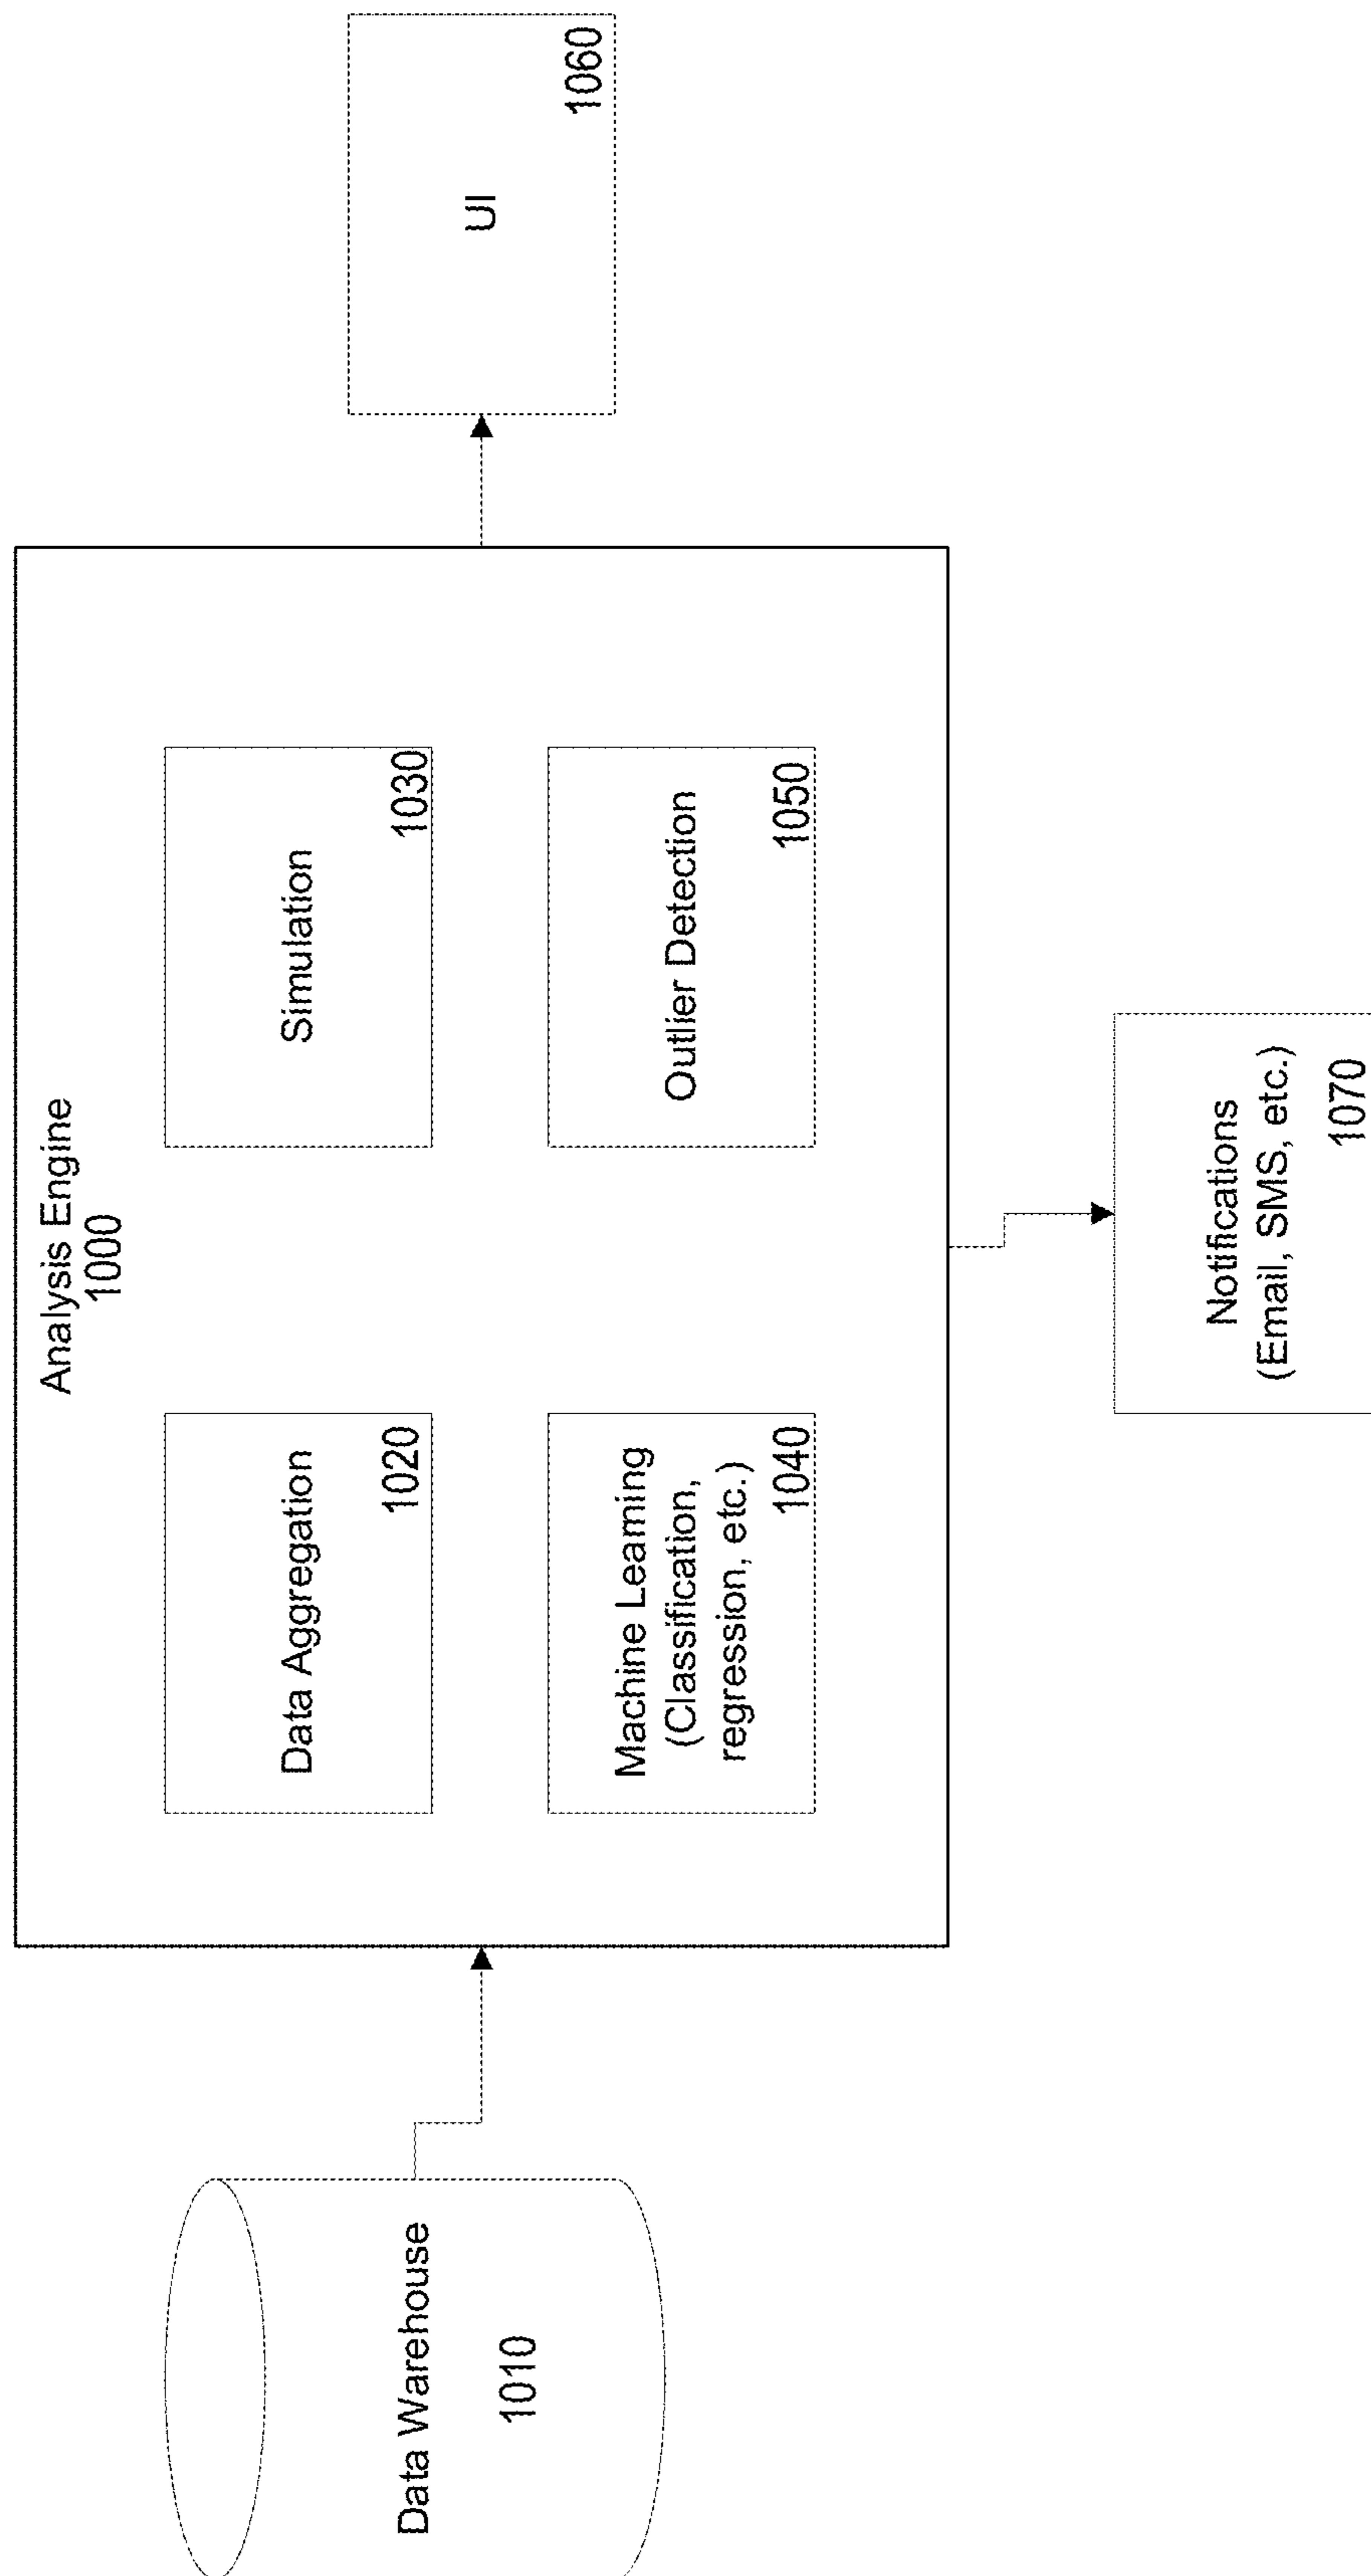 Analysis Engine
1000
Data Warehouse
1010
Data Aggregation
1020
Simulation
1030
Machine Learning
(Classification,
regression, etc.)
1040
Outlier Detection
1050
UI
1060
Notifications
(Email, SMS, etc.)
1070